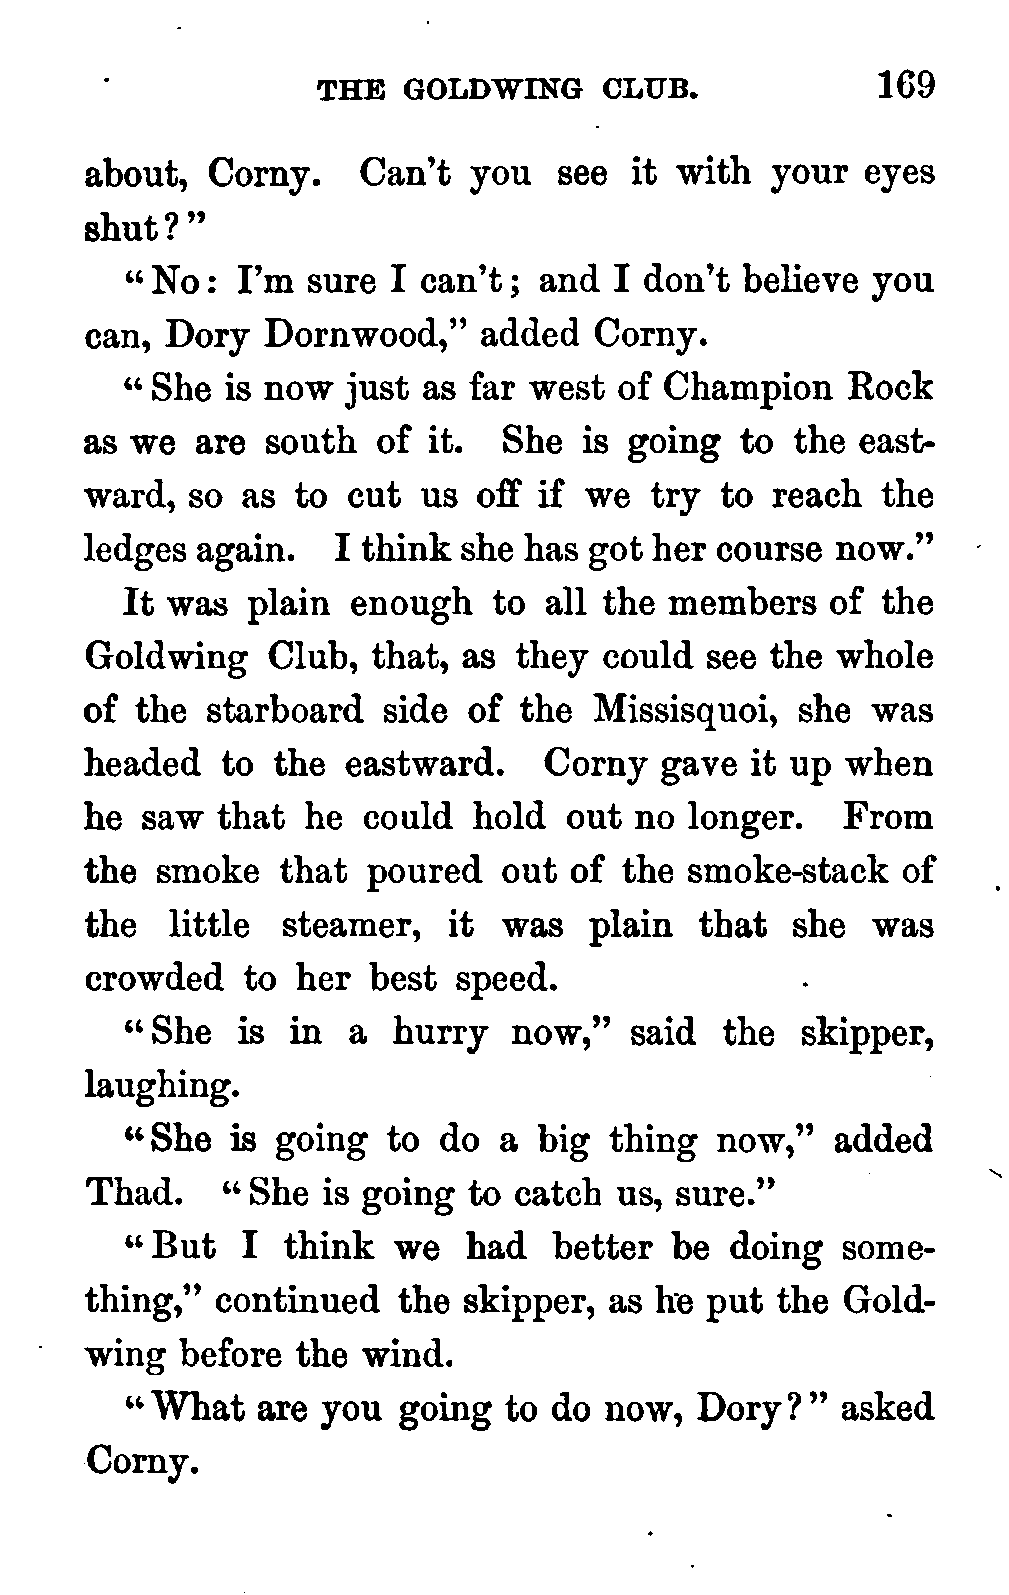 THE GOLDWING CLUB. 169
about, Corny. Can't you see it with your eyes
shut?"
"No: I'm sure I can't; and I don't believe you
can, Dory Dornwood," added Corny.
"She is now just as far west of Champion Rock
as we are south of it. She is going to the east-
ward, so as to cut us off if we try to reach the
ledges again. I think she has got her course now."
It was plain enough to all the members of the
Goldwing Club, that, as they could see the whole
of the starboard side of the Missisquoi, she was
headed to the eastward. Corny gave it up when
he saw that he could hold out no longer. From
the smoke that poured out of the smoke-stack of
the little steamer, it was plain that she was
crowded to her best speed.
"She is in a hurry now," said the skipper,
laughing.
"She is going to do a big thing now," added
Thad. "She is going to catch us, sure."
"But I think we had better be doing some-
thing," continued the skipper, as he put the Gold-
wing before the wind.
"What are you going to do now, Dory?" asked
Corny.